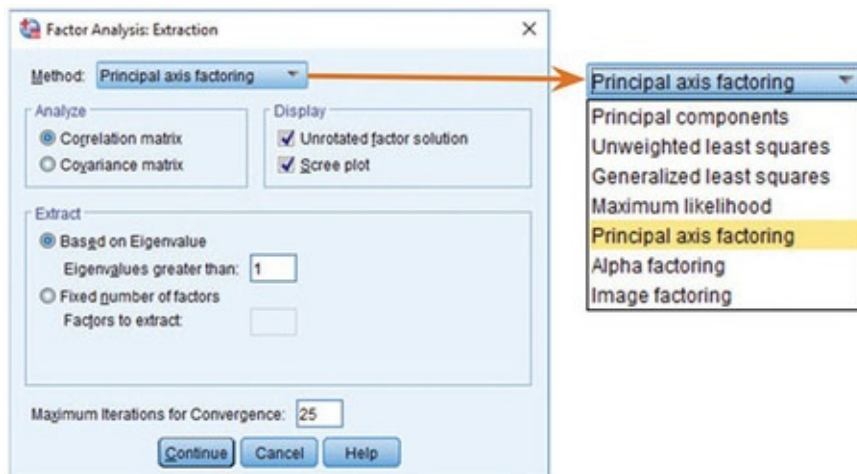 Factor Analysis: Extraction
Method: Principal axis factoring
Analyze
Correlation matrix
Covariance matrix
Display
Unrotated factor solution
Scree plot
Extract
Based on Eigenvalue
Eigenvalues greater than: 1
Fixed number of factors
Factors to extract:
Maximum Iterations for Convergence: 25
Continue Cancel Help
Principal axis factoring
Principal components
Unweighted least squares
Generalized least squares
Maximum likelihood
Principal axis factoring
Alpha factoring
Image factoring